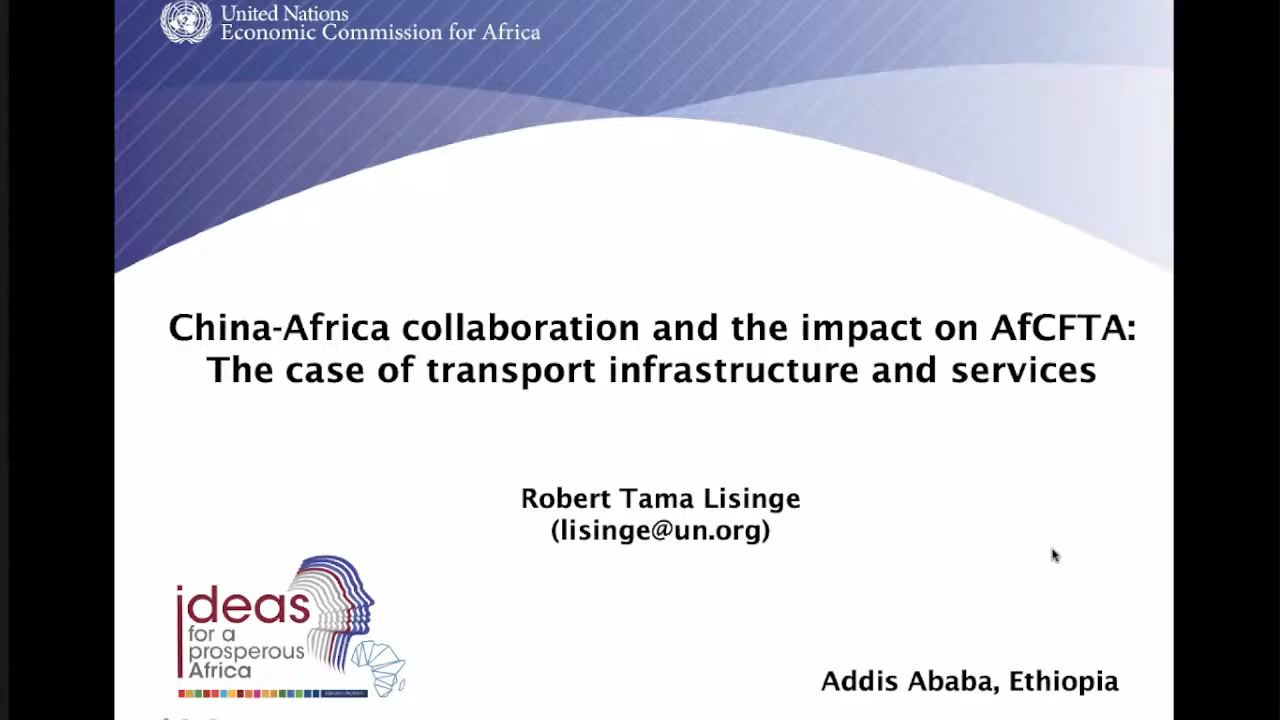 United Nations
Economic Commission for Africa
China-Africa collaboration and the impact on AfCFTA:
The case of transport infrastructure and services
Robert Tama Lisinge
(lisinge@un.org)
ideas
for a
prosperous
Africa
Addis Ababa, Ethiopia